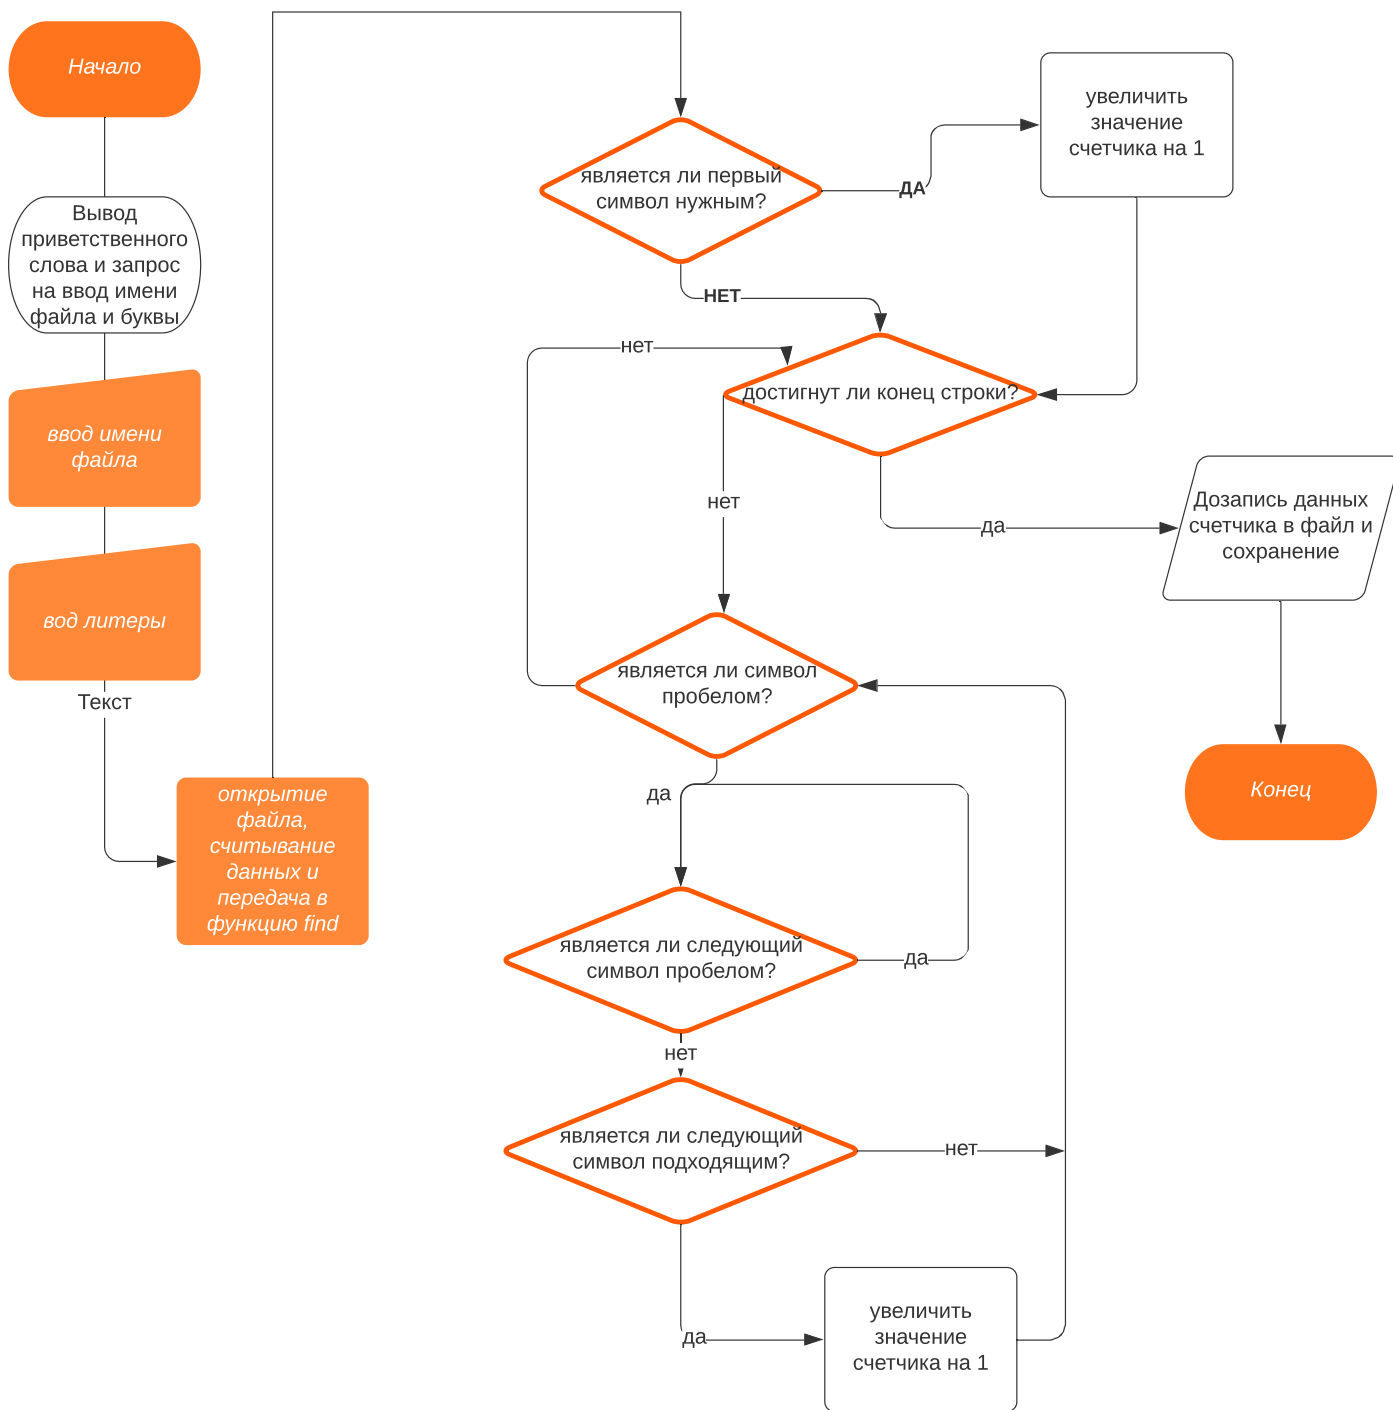 Начало
Вывод
приветственного
слова и запрос
на ввод имени
файла и буквы
ввод имени
файла
вод литеры
Текст
открытие
файла,
считывание
данных и
передача в
функцию find
является ли первый
символ нужным?
ДА
увеличить
значение
счетчика на 1
НЕТ
достигнут ли конец строки?
нет
нет
да
Дозапись данных
счетчика в файл и
сохранение
Конец
является ли символ
пробелом?
да
является ли следующий
символ пробелом?
да
нет
является ли следующий
символ подходящим?
нет
да
увеличить
значение
счетчика на 1